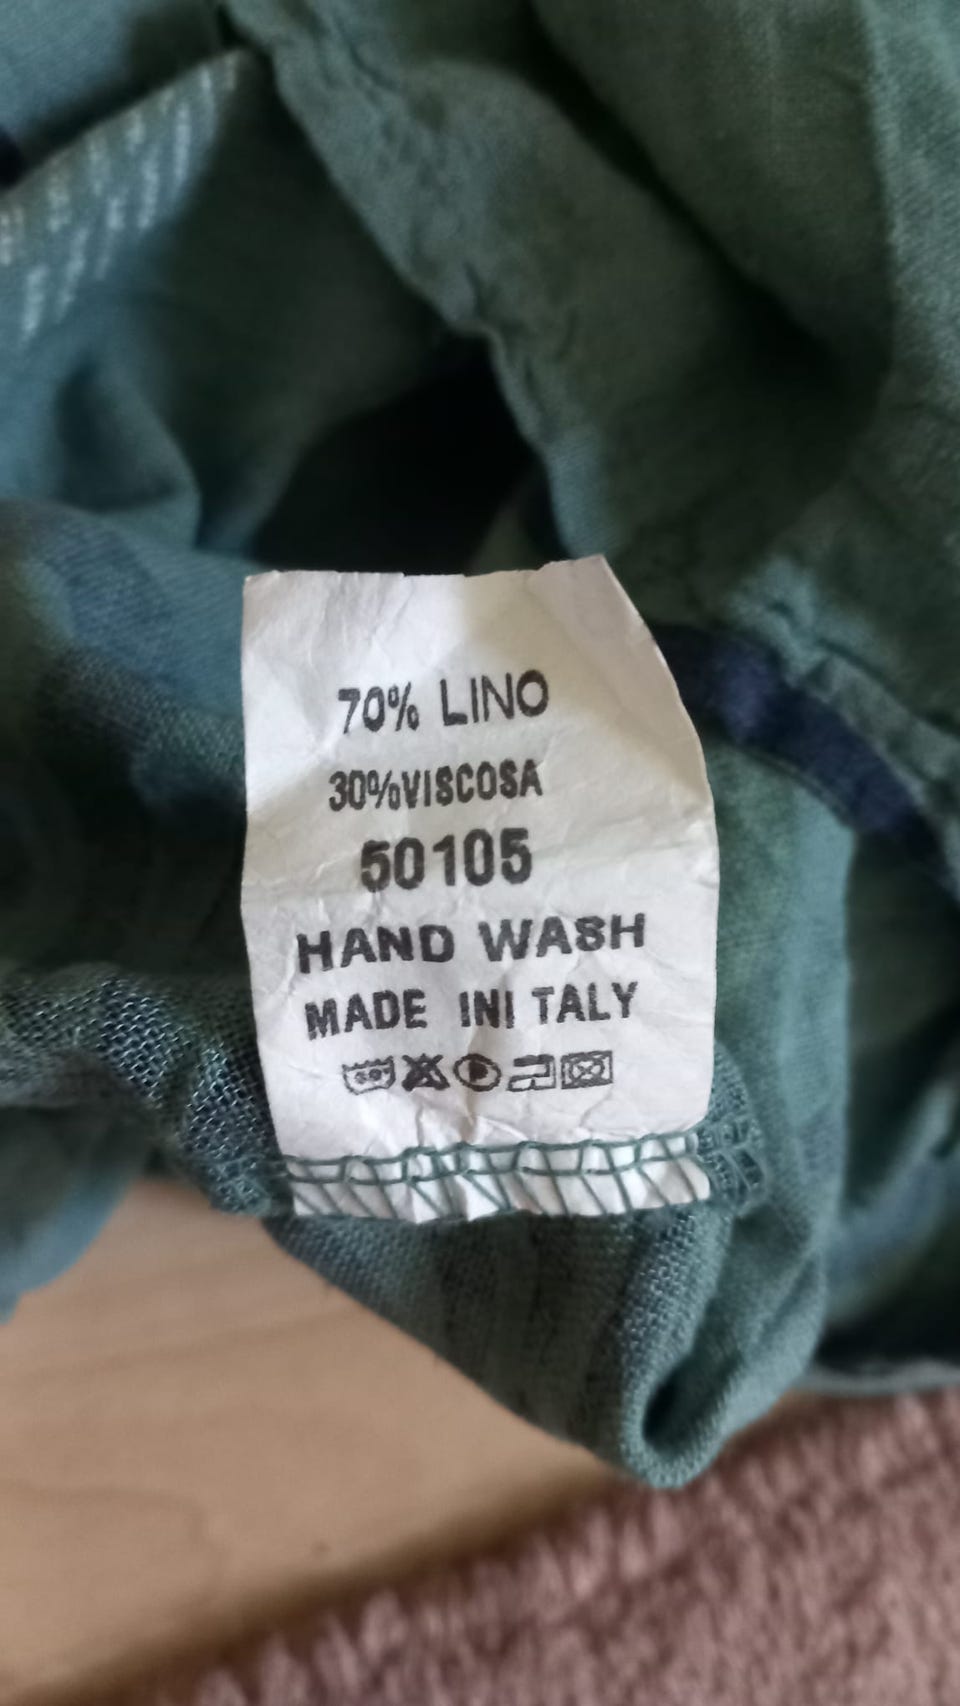 70% LINO
30%VISCOSA
50105
HAND WASH
MADE INI TALY